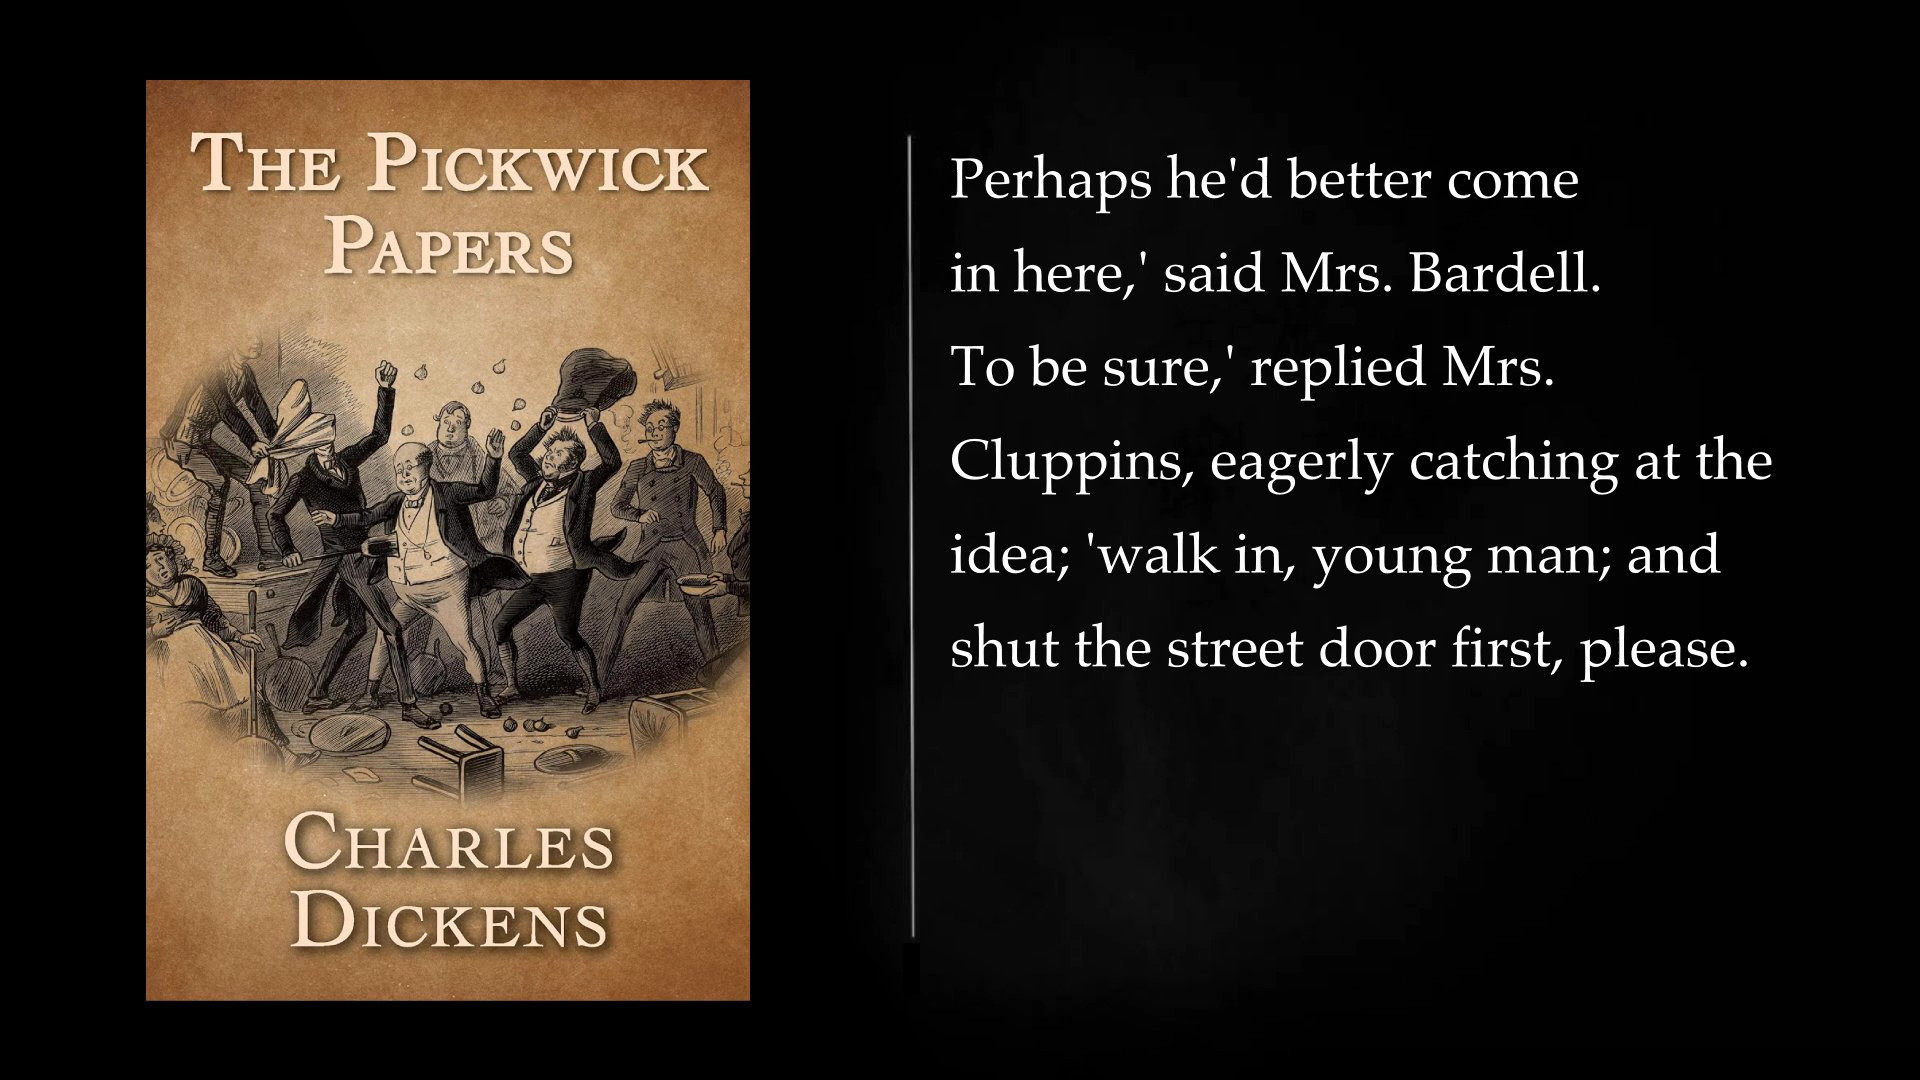 THE PICKWICK
PAPERS
CHARLES
DICKENS
Perhaps he'd better come
in here,' said Mrs. Bardell.
To be sure,' replied Mrs.
Cluppins, eagerly catching at the
idea; 'walk in, young man; and
shut the street door first, please.